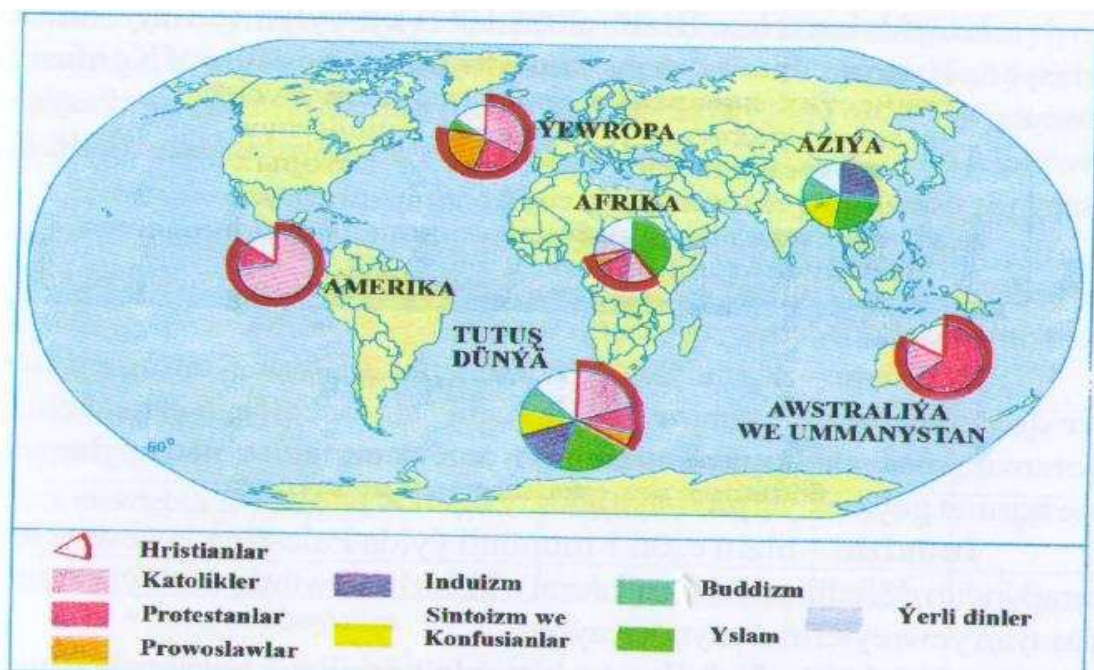 ÝEWROPA
AZIÝA
AFRIKA
AMERIKA
TUTUŞ
DÜNÝÄ
AWSTRALIÝA
WE UMMANYSTAN
60°
Hristianlar
Katolikler
Protestanlar
Prowoslawlar
Induizm
Sintoizm we
Konfusianlar
Buddizm
Yslam
Ýerli dinler